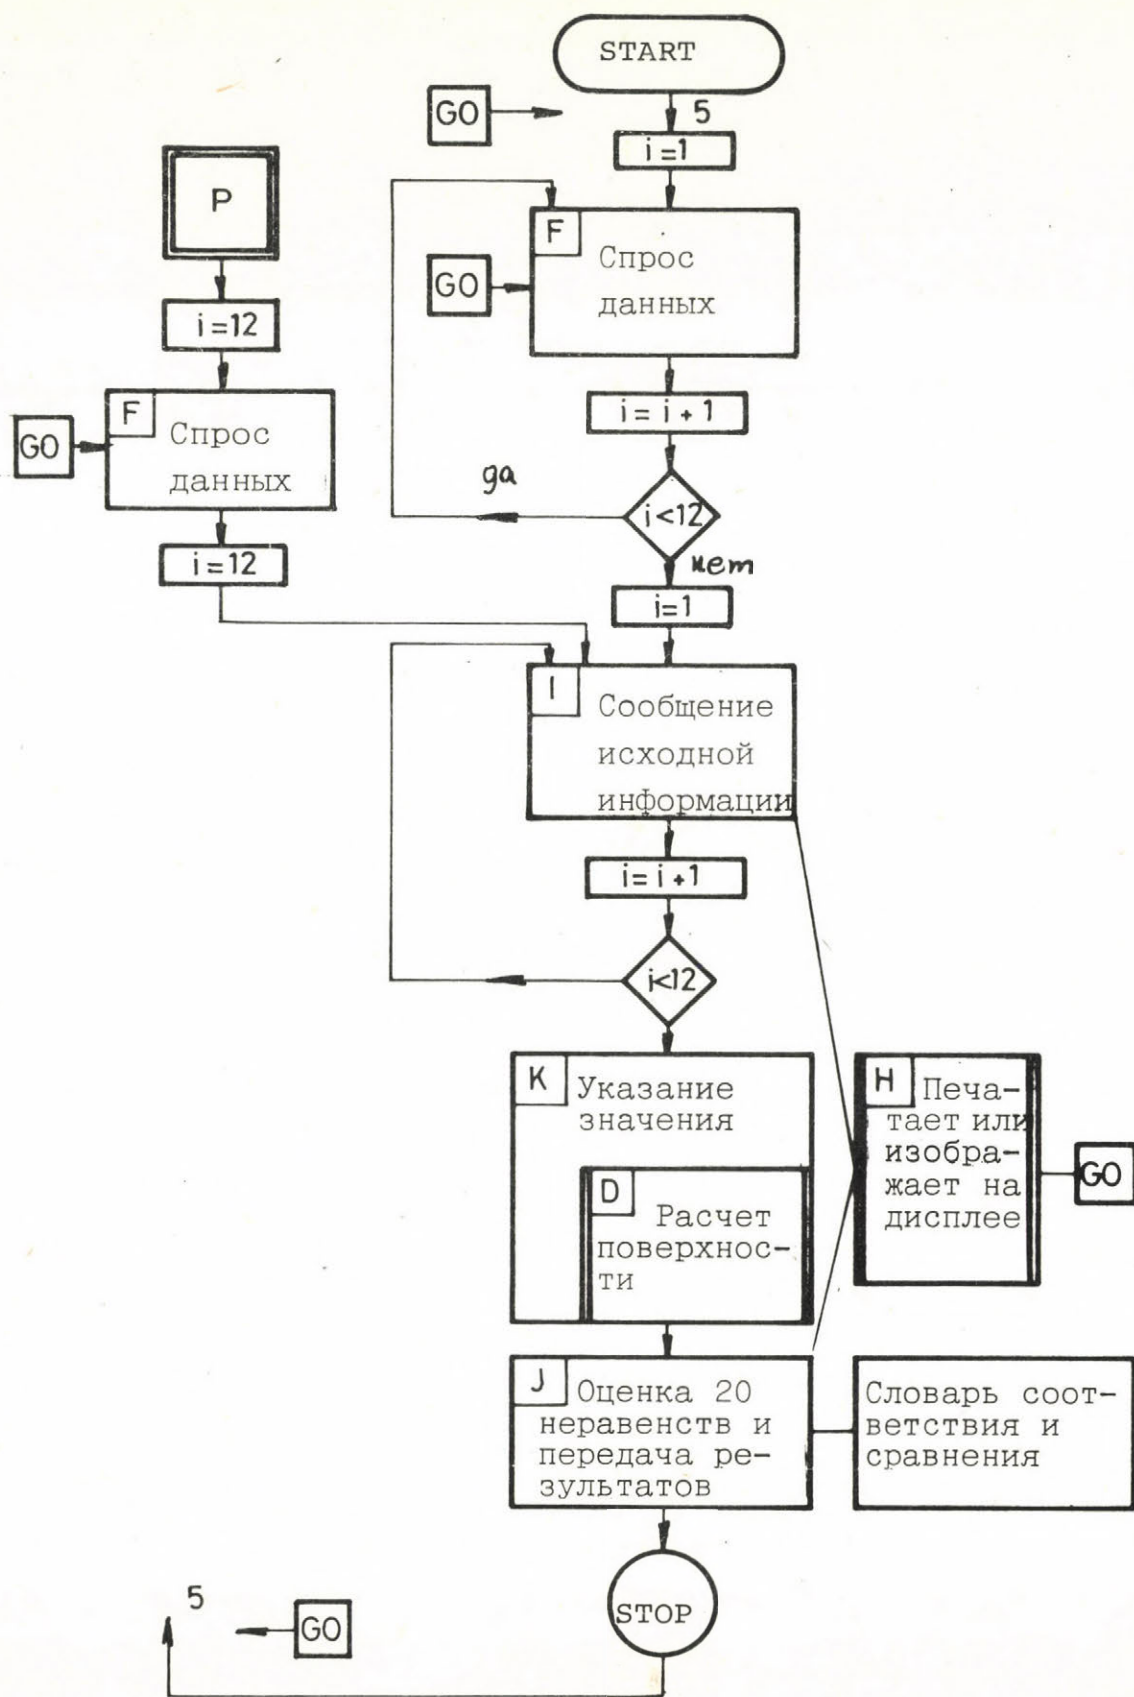 START
GO
5
i=1
P
F
Спрос
данных
GO
i=12
i=i+1
F
Спрос
данных
GO
да
i<12
нет
i=12
i=1
I
Сообщение
исходной
информации
i=i+1
i<12
K
Указание
значения
D
Расчет
поверхнос-
ти
H
Печа-
тает или
изобра-
жает на
дисплее
GO
J
Оценка 20
неравенств и
передача ре-
зультатов
Словарь соот-
ветствия и
сравнения
STOP
5
GO